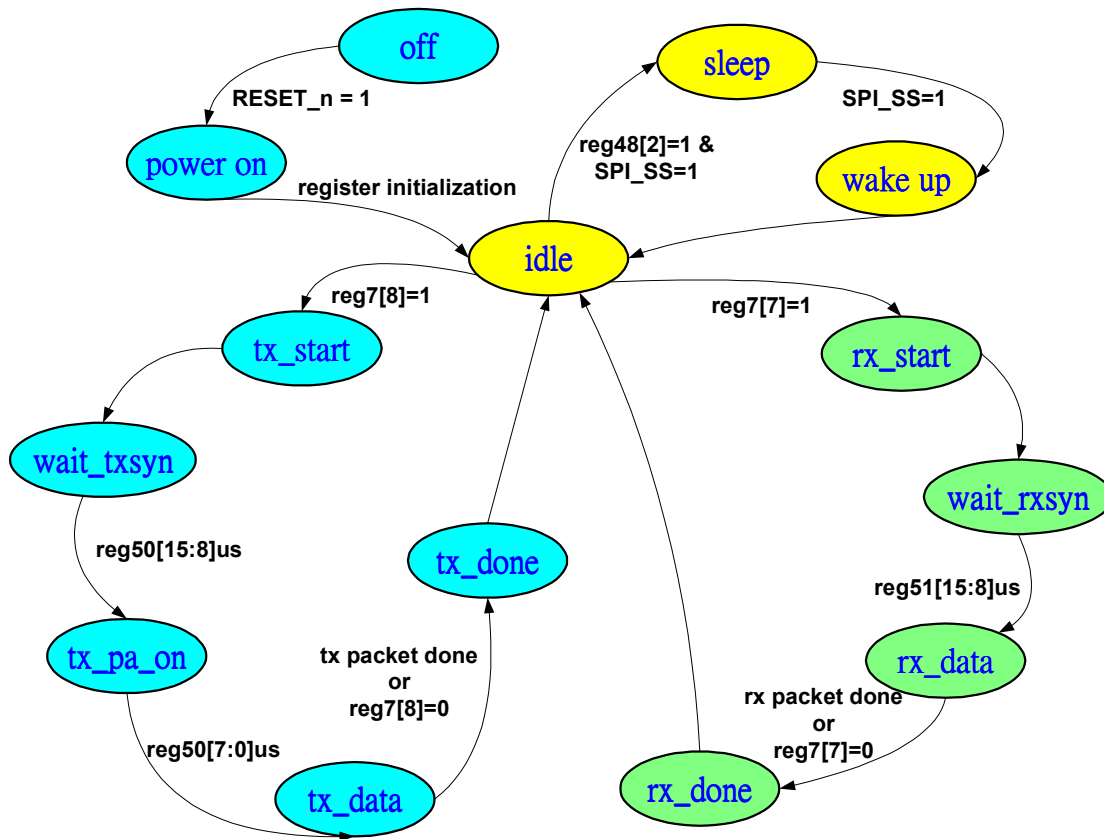 off
sleep
RESET_n = 1
SPI_SS=1
power on
reg48[2]=1 &
SPI_SS=1
wake up
register initialization
idle
reg7[8]=1
reg7[7]=1
tx_start
rx_start
wait_txsyn
wait_rxsyn
reg50[15:8]us
tx_done
reg51[15:8]us
tx_pa_on
tx packet done
or
reg7[8]=0
rx_data
rx packet done
or
reg7[7]=0
reg50[7:0]us
tx_data
rx_done